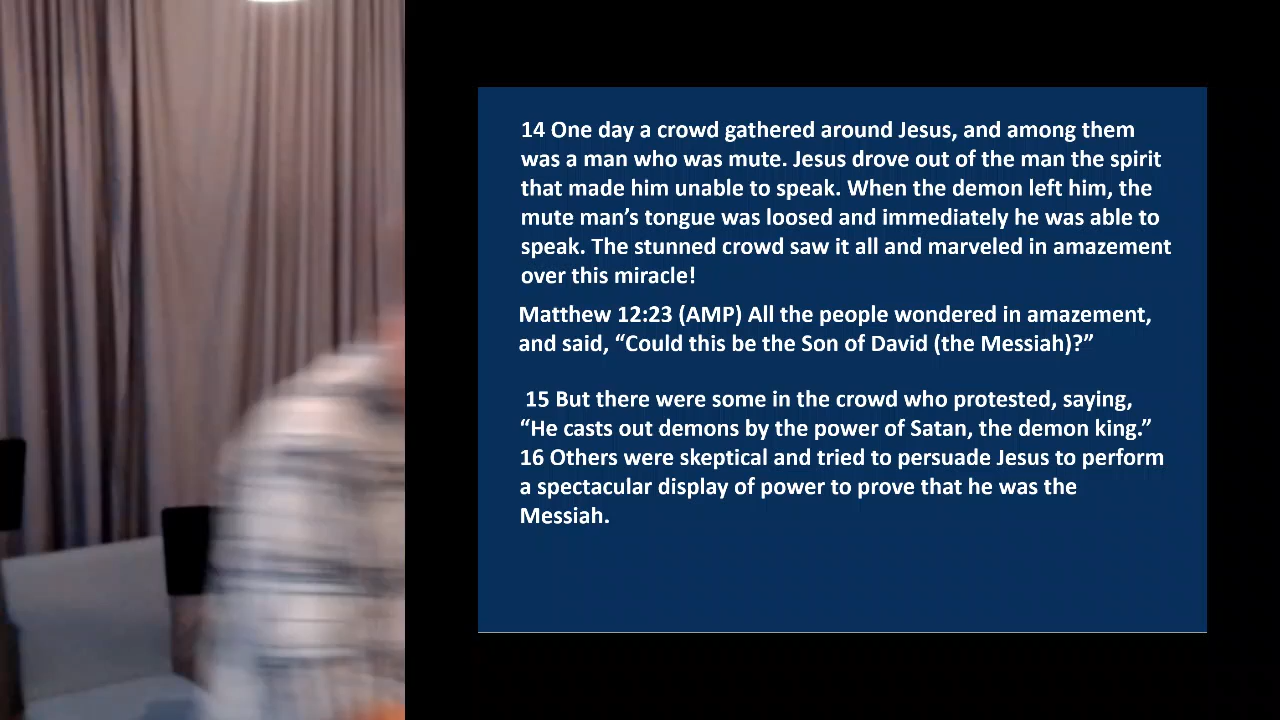 14 One day a crowd gathered around Jesus, and among them
was a man who was mute. Jesus drove out of the man the spirit
that made him unable to speak. When the demon left him, the
mute man’s tongue was loosed and immediately he was able to
speak. The stunned crowd saw it all and marveled in amazement
over this miracle!
Matthew 12:23 (AMP) All the people wondered in amazement,
and said, “Could this be the Son of David (the Messiah)?”
15 But there were some in the crowd who protested, saying,
“He casts out demons by the power of Satan, the demon king.”
16 Others were skeptical and tried to persuade Jesus to perform
a spectacular display of power to prove that he was the
Messiah.